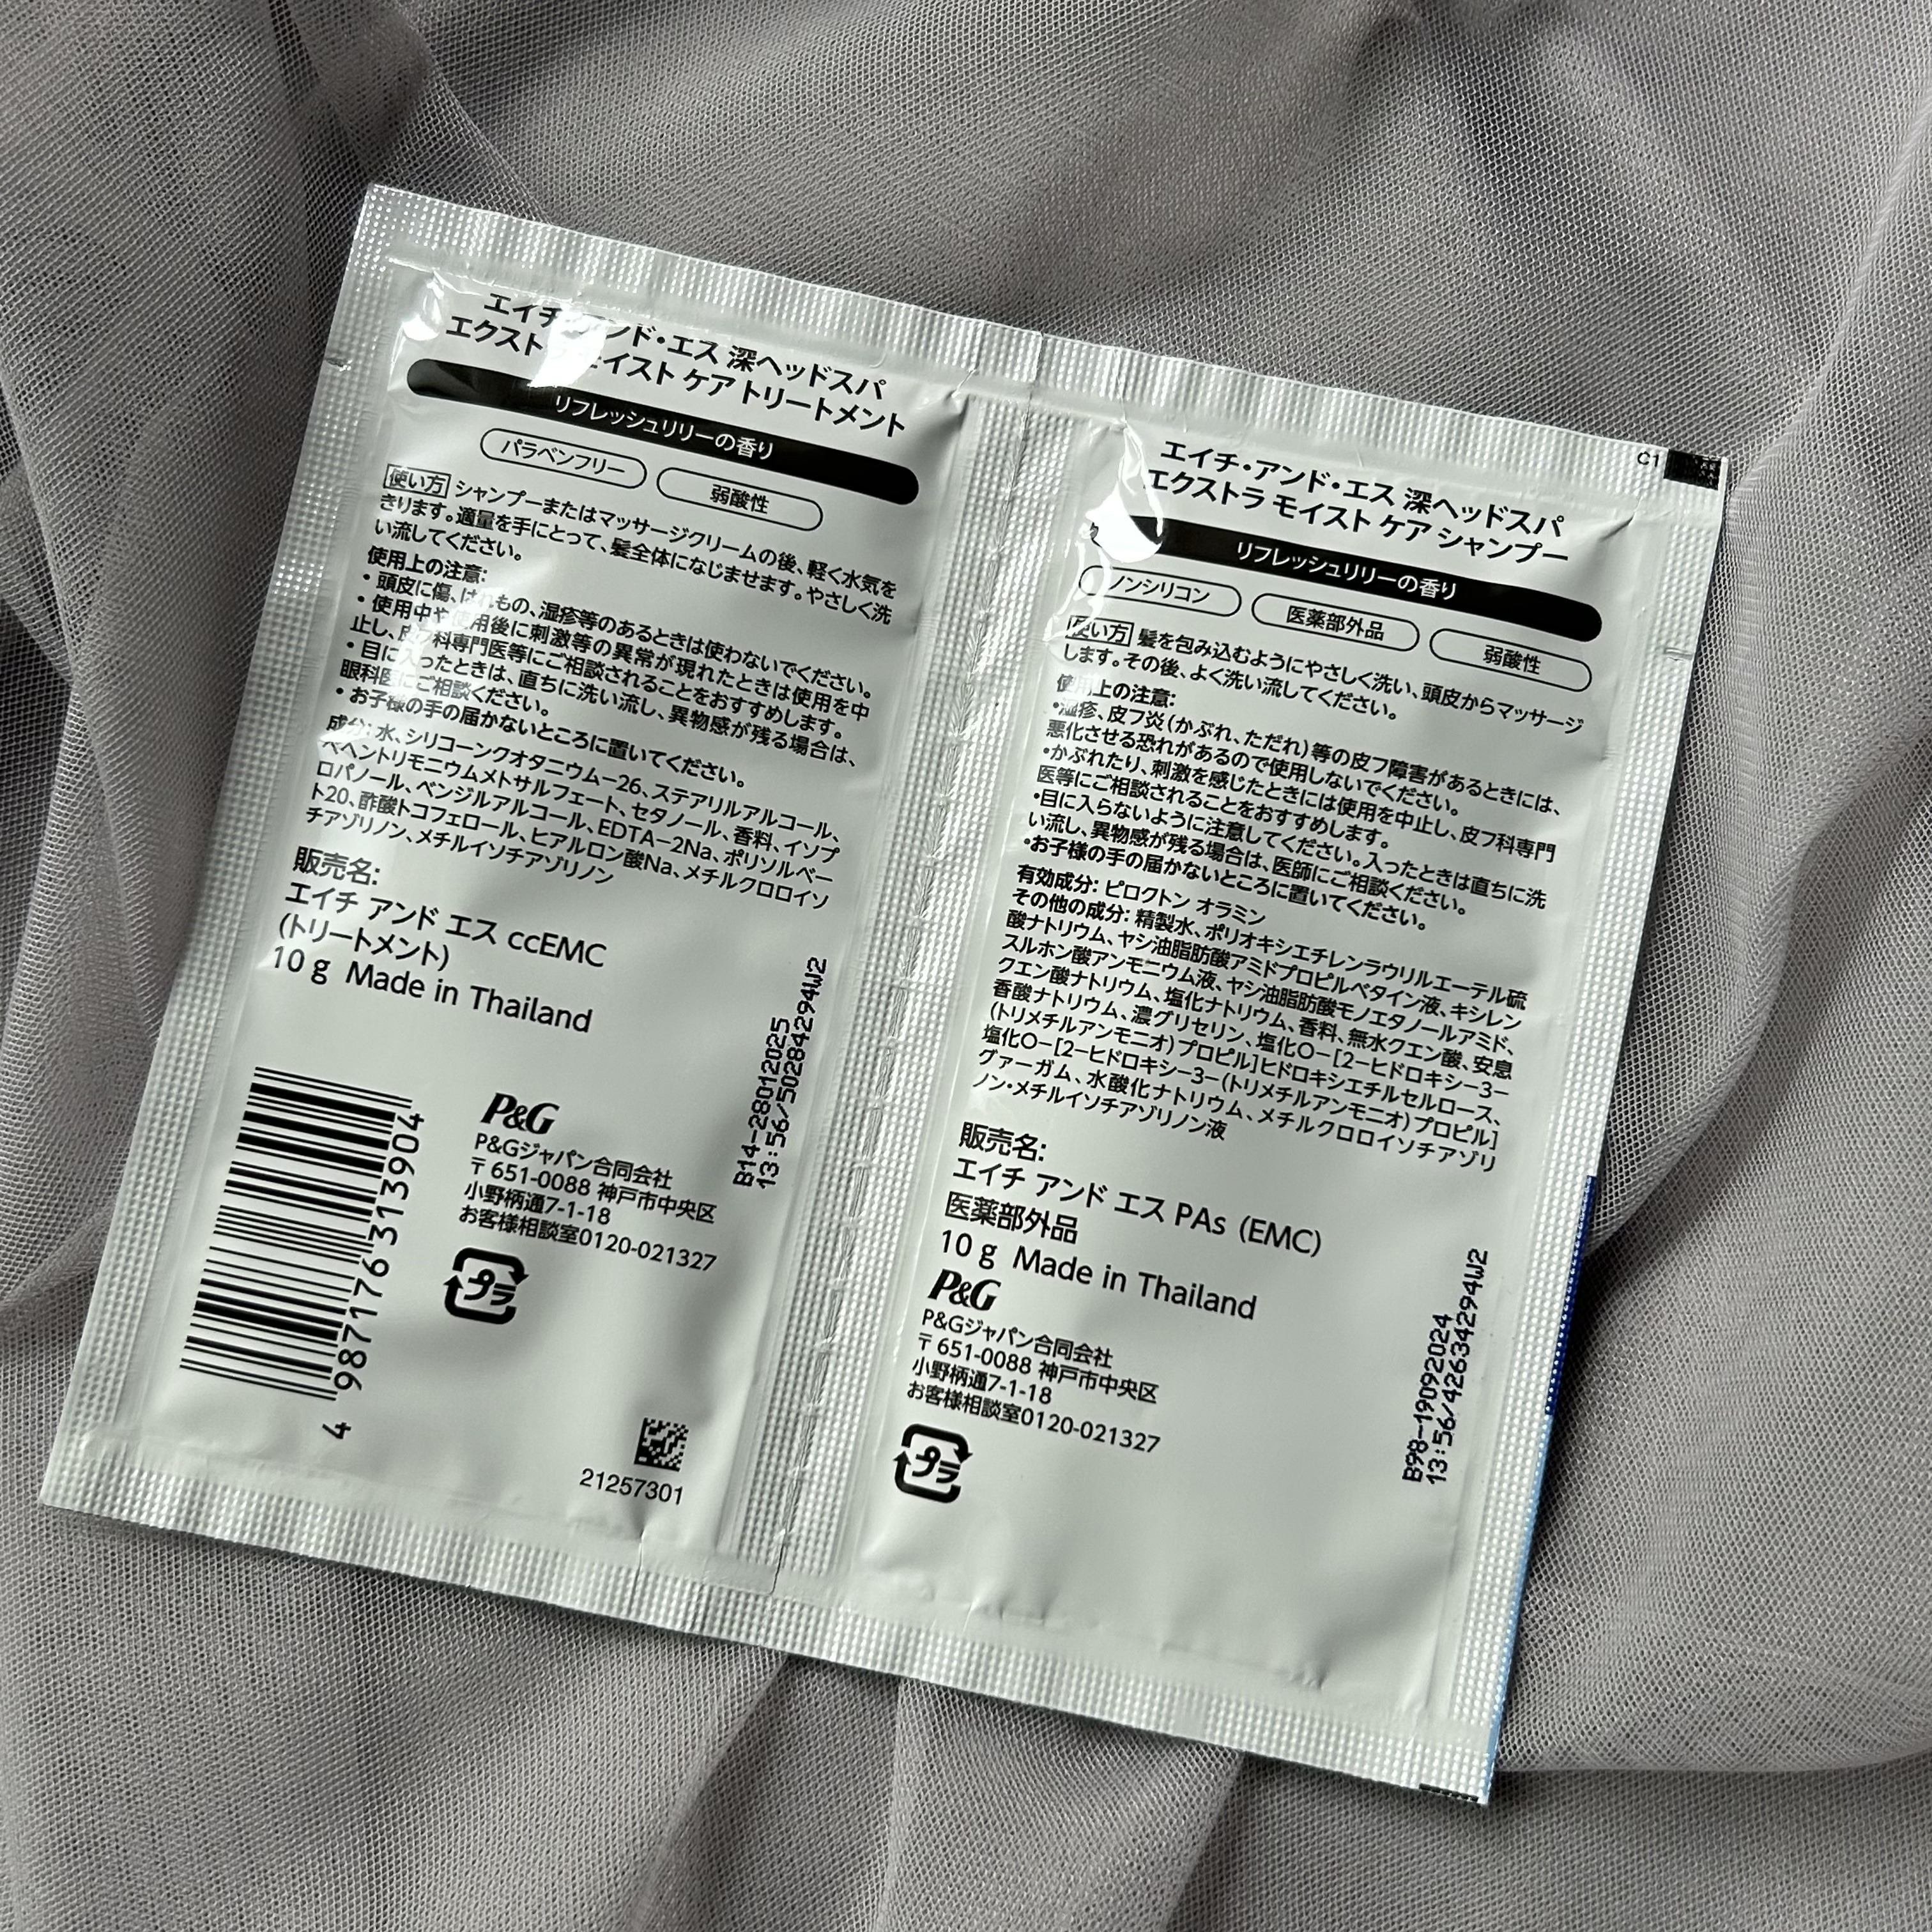 エイチ・アンド・エス 深ヘッドスパ
エクストラ モイスト ケア トリートメント
リフレッシュリリーの香り
パラベンフリー
弱酸性
使い方 シャンプーまたはマッサージクリームの後、軽く水気を
きります。適量を手にとって、髪全体になじませます。やさしく洗
い流してください。
使用上の注意:
・頭皮に傷、はれもの、湿疹等のあるときは使わないでください。
・使用中や使用後に刺激等の異常が現れたときは使用を中
止し、皮フ科専門医等にご相談されることをおすすめします。
・目に入ったときは、直ちに洗い流し、異物感が残る場合は、
眼科医にご相談ください。
・お子様の手の届かないところに置いてください。
成分: 水、シリコーンクオタニウム-26、ステアリルアルコール、
ベヘントリモニウムメトサルフェート、セタノール、香料、イソプ
ロパノール、ベンジルアルコール、EDTA-2Na、ポリソルベー
ト20、酢酸トコフェロール、ヒアルロン酸Na、メチルクロロイソ
チアゾリノン、メチルイソチアゾリノン
販売名:
エイチ アンド エス ccEMC
(トリートメント)
10 g Made in Thailand
4 987176 313904
P&G
P&Gジャパン合同会社
〒651-0088 神戸市中央区
小野柄通7-1-18
お客様相談室0120-021327
プラ
B14-28012025
13:56/50284294W2
21257301
C1
エイチ・アンド・エス 深ヘッドスパ
エクストラ モイスト ケア シャンプー
リフレッシュリリーの香り
ノンシリコン
医薬部外品
弱酸性
使い方 髪を包み込むようにやさしく洗い、頭皮からマッサージ
します。その後、よく洗い流してください。
使用上の注意:
・湿疹、皮フ炎(かぶれ、ただれ)等の皮フ障害があるときには、
悪化させる恐れがあるので使用しないでください。
・かぶれたり、刺激を感じたときには使用を中止し、皮フ科専門
医等にご相談されることをおすすめします。
・目に入らないように注意してください。入ったときは直ちに洗
い流し、異物感が残る場合は、医師にご相談ください。
・お子様の手の届かないところに置いてください。
有効成分: ピロクトン オラミン
その他の成分: 精製水、ポリオキシエチレンラウリルエーテル硫
酸ナトリウム、ヤシ油脂肪酸アミドプロピルベタイン液、キシレン
スルホン酸アンモニウム液、ヤシ油脂肪酸モノエタノールアミド、
クエン酸ナトリウム、塩化ナトリウム、香料、無水クエン酸、安息
香酸ナトリウム、濃グリセリン、塩化O-[2-ヒドロキシ-3-
(トリメチルアンモニオ)プロピル]ヒドロキシエチルセルロース、
塩化O-[2-ヒドロキシ-3-(トリメチルアンモニオ)プロピル]
グァーガム、水酸化ナトリウム、メチルクロロイソチアゾリ
ノン・メチルイソチアゾリノン液
販売名:
エイチ アンド エス PAs (EMC)
医薬部外品
10 g Made in Thailand
P&G
P&Gジャパン合同会社
〒651-0088 神戸市中央区
小野柄通7-1-18
お客様相談室0120-021327
プラ
B98-19092024
13:56/42634294W2